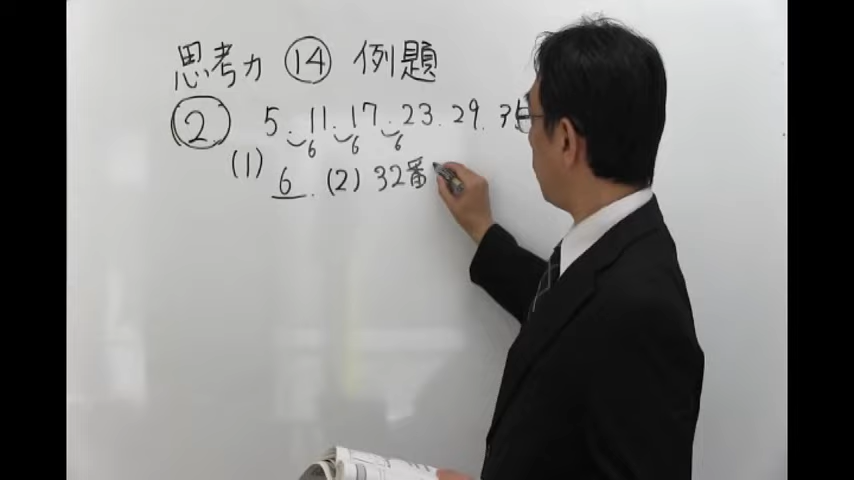 思考力 ⑭ 例題
② 5. 11. 17. 23. 29. 35
6 6 6
(1) 6. (2) 32番